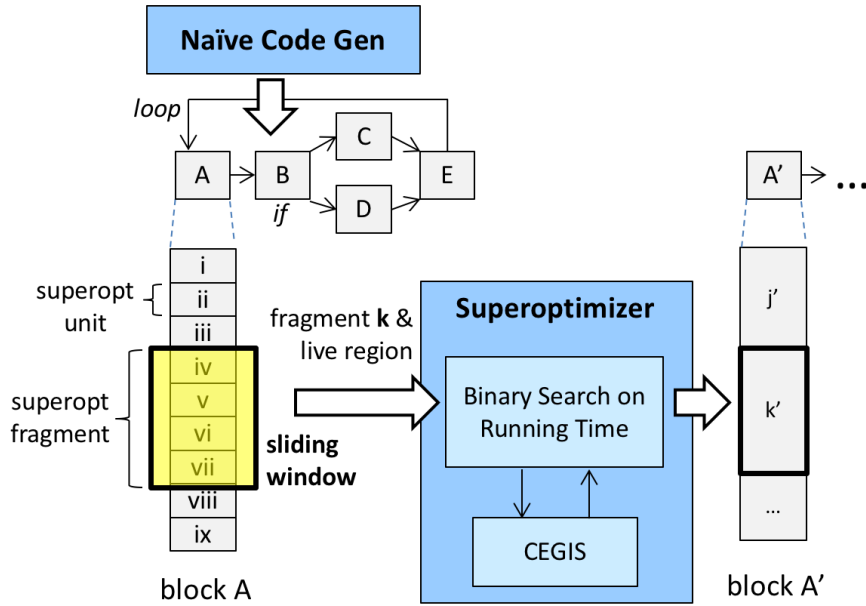 Naïve Code Gen
loop
C
A
B
E
A'
...
D
if
i
superopt
unit
ii
iii
iv
superopt
fragment
v
vi
vii
viii
ix
sliding
window
block A
fragment k &
live region
Superoptimizer
Binary Search on
Running Time
CEGIS
j'
k'
...
block A'